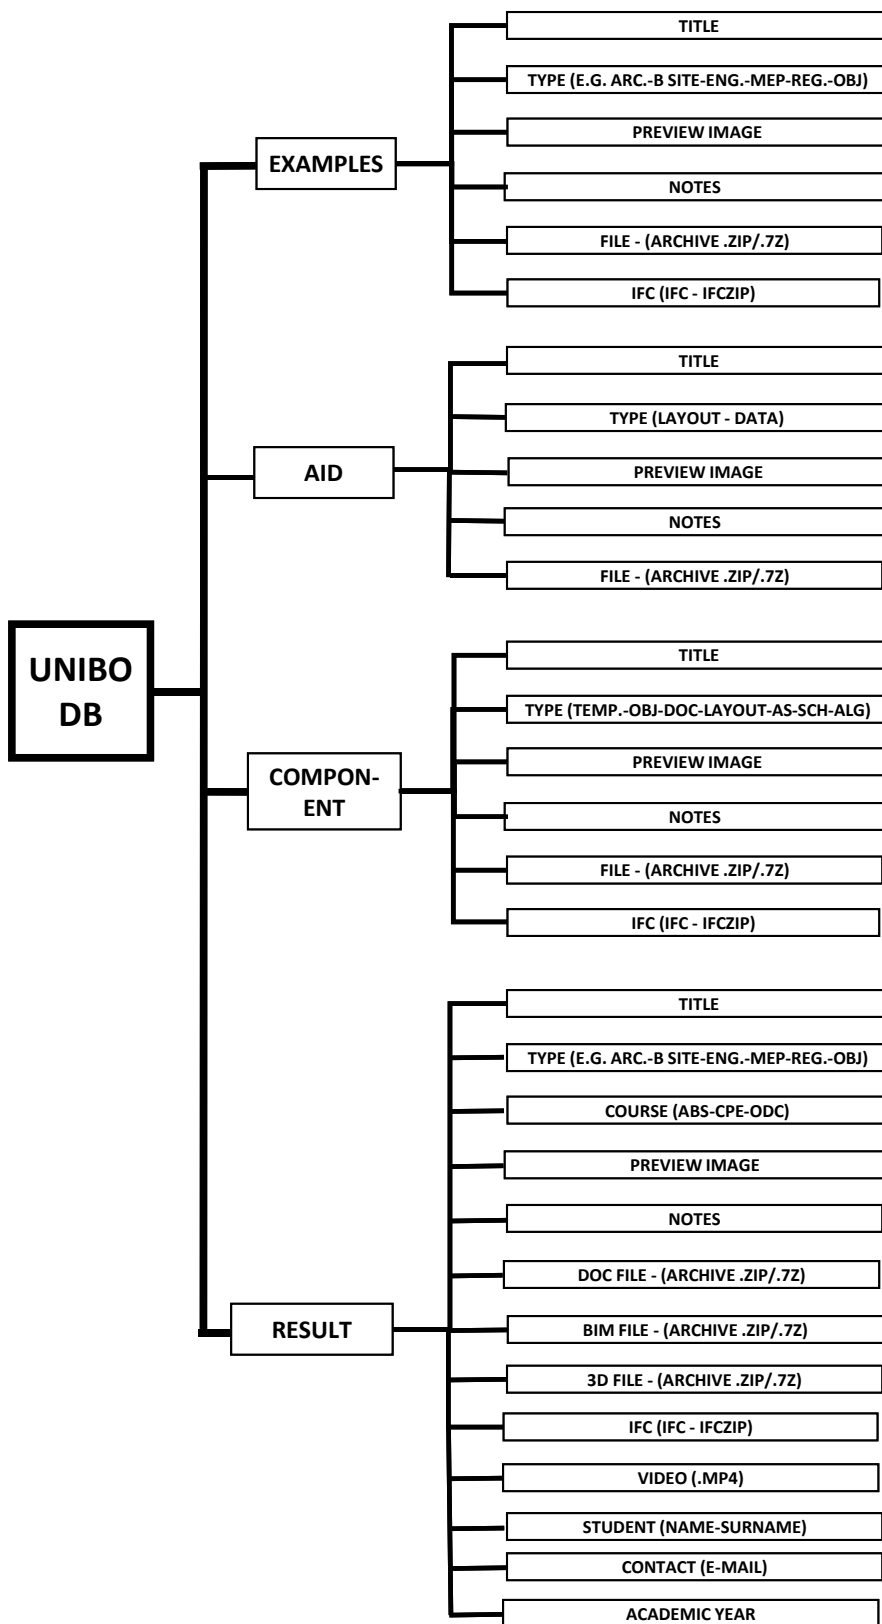 UNIBO
DB
EXAMPLES
TITLE
TYPE (E.G. ARC.-B SITE-ENG.-MEP-REG.-OBJ)
PREVIEW IMAGE
NOTES
FILE - (ARCHIVE .ZIP/.7Z)
IFC (IFC - IFCZIP)
AID
TITLE
TYPE (LAYOUT - DATA)
PREVIEW IMAGE
NOTES
FILE - (ARCHIVE .ZIP/.7Z)
COMPON-
ENT
TITLE
TYPE (TEMP.-OBJ-DOC-LAYOUT-AS-SCH-ALG)
PREVIEW IMAGE
NOTES
FILE - (ARCHIVE .ZIP/.7Z)
IFC (IFC - IFCZIP)
RESULT
TITLE
TYPE (E.G. ARC.-B SITE-ENG.-MEP-REG.-OBJ)
COURSE (ABS-CPE-ODC)
PREVIEW IMAGE
NOTES
DOC FILE - (ARCHIVE .ZIP/.7Z)
BIM FILE - (ARCHIVE .ZIP/.7Z)
3D FILE - (ARCHIVE .ZIP/.7Z)
IFC (IFC - IFCZIP)
VIDEO (.MP4)
STUDENT (NAME-SURNAME)
CONTACT (E-MAIL)
ACADEMIC YEAR